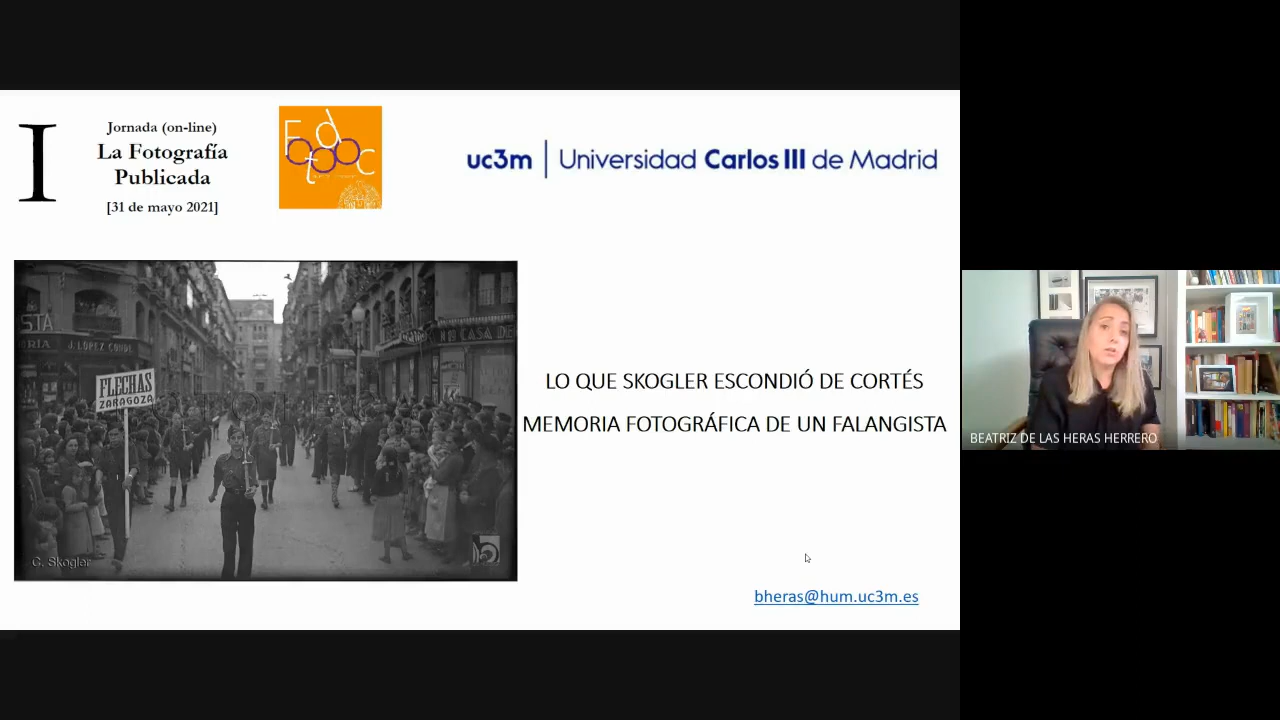 I
Jornada (on-line)
La Fotografía
Publicada
[31 de mayo 2021]
Fotodoc
uc3m | Universidad Carlos III de Madrid
J. LOPEZ CONDE
CASA DE
FLECHAS
ZARAGOZA
G. Skogler
LO QUE SKOGLER ESCONDIÓ DE CORTÉS
MEMORIA FOTOGRÁFICA DE UN FALANGISTA
bheras@hum.uc3m.es
BEATRIZ DE LAS HERAS HERRERO